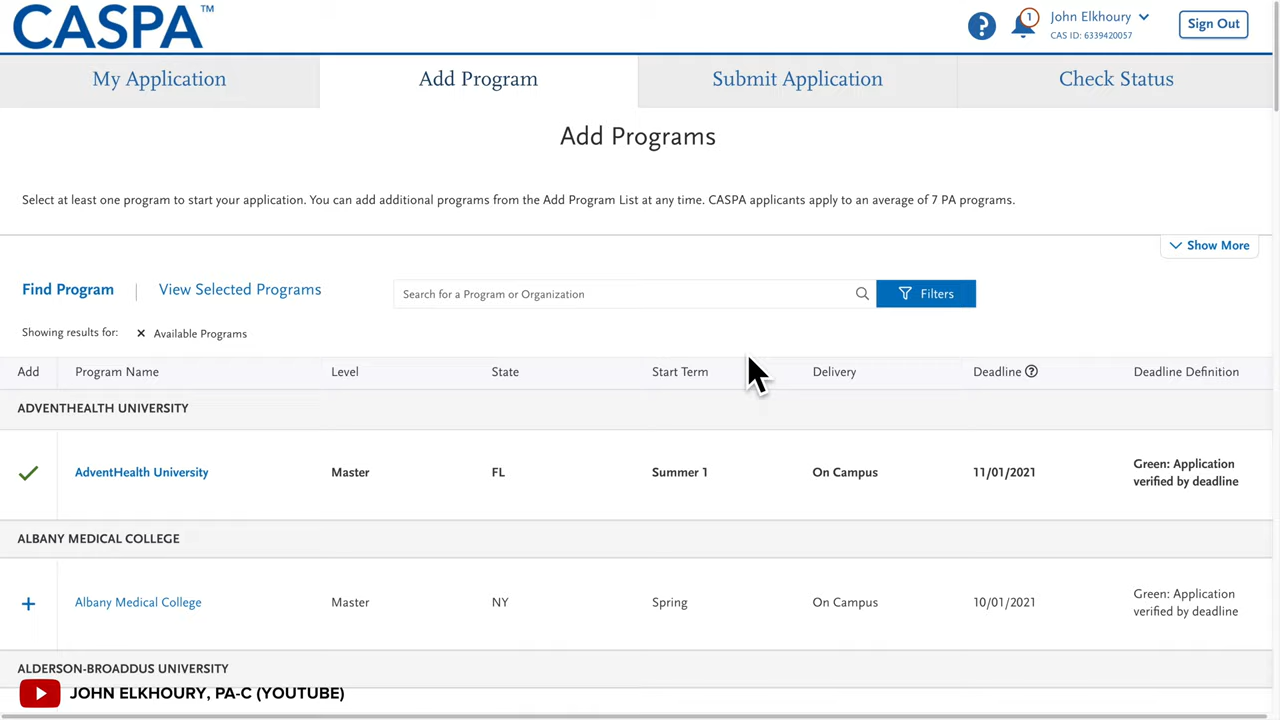 CASPA™
1
John Elkhoury
CAS ID: 6339420057
Sign Out
My Application
Add Program
Submit Application
Check Status
Add Programs
Select at least one program to start your application. You can add additional programs from the Add Program List at any time. CASPA applicants apply to an average of 7 PA programs.
Show More
Find Program | View Selected Programs
Search for a Program or Organization
Filters
Showing results for: × Available Programs
Add Program Name Level State Start Term Delivery Deadline ? Deadline Definition
ADVENTHEALTH UNIVERSITY
AdventHealth University Master FL Summer 1 On Campus 11/01/2021 Green: Application
verified by deadline
ALBANY MEDICAL COLLEGE
+ Albany Medical College Master NY Spring On Campus 10/01/2021 Green: Application
verified by deadline
ALDERSON-BROADDUS UNIVERSITY
JOHN ELKHOURY, PA-C (YOUTUBE)